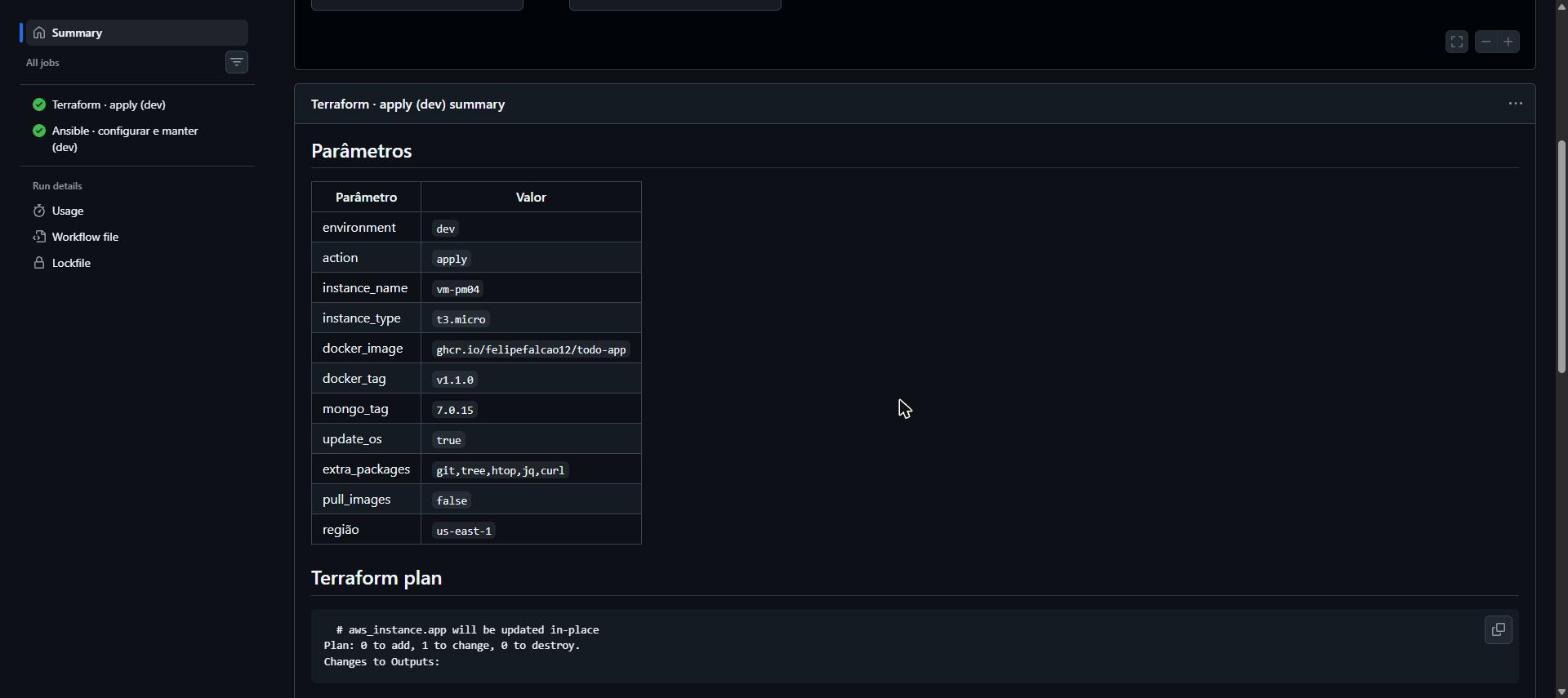 Summary
All jobs
Terraform · apply (dev)
Ansible · configurar e manter
(dev)
Run details
Usage
Workflow file
Lockfile
Terraform · apply (dev) summary
Parâmetros
Parâmetro Valor
environment dev
action apply
instance_name vm-pm04
instance_type t3.micro
docker_image ghcr.io/felipefalcao12/todo-app
docker_tag v1.1.0
mongo_tag 7.0.15
update_os true
extra_packages git,tree,htop,jq,curl
pull_images false
região us-east-1
Terraform plan
# aws_instance.app will be updated in-place
Plan: 0 to add, 1 to change, 0 to destroy.
Changes to Outputs: